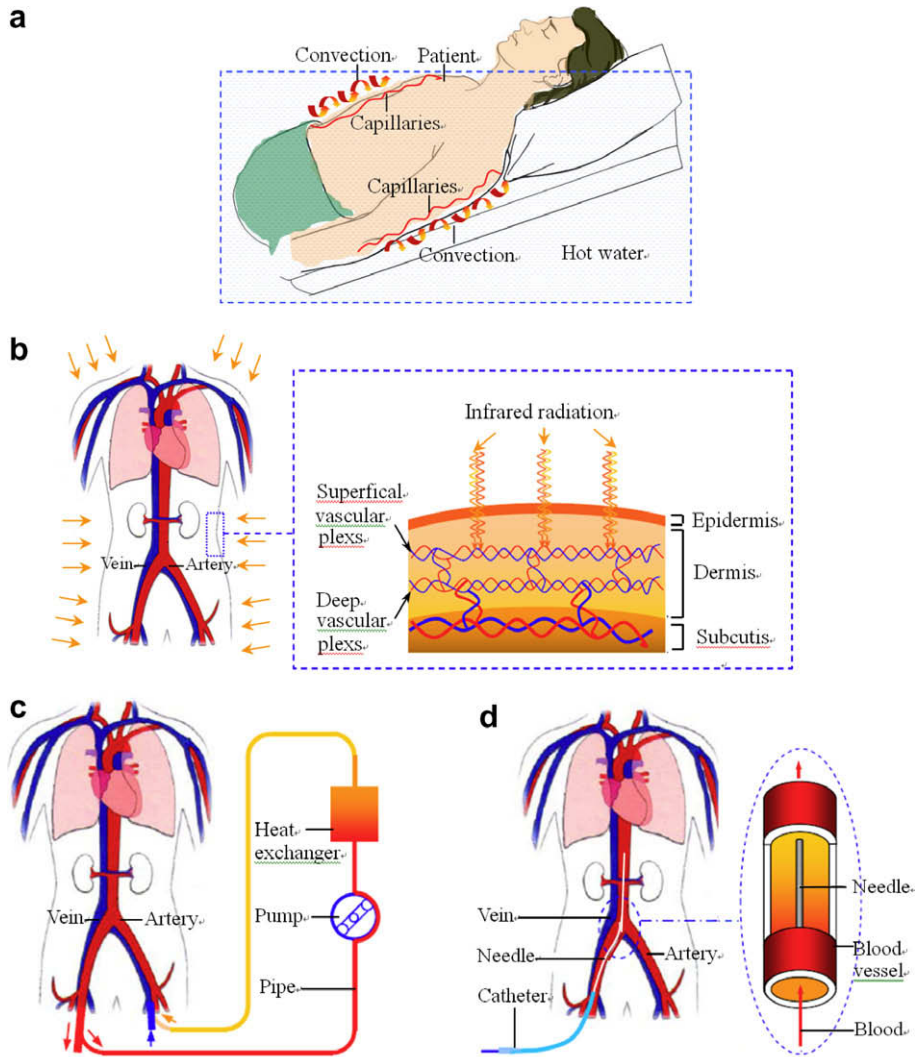 a
Convection
Patient
Capillaries
Capillaries
Convection
Hot water
b
Infrared radiation
Superfical
vascular
plexs
Epidermis
Dermis
Vein
Artery
Deep
vascular
plexs
Subcutis
c
Heat
exchanger
Vein
Artery
Pump
Pipe
d
Needle
Vein
Needle
Artery
Blood
vessel
Catheter
Blood